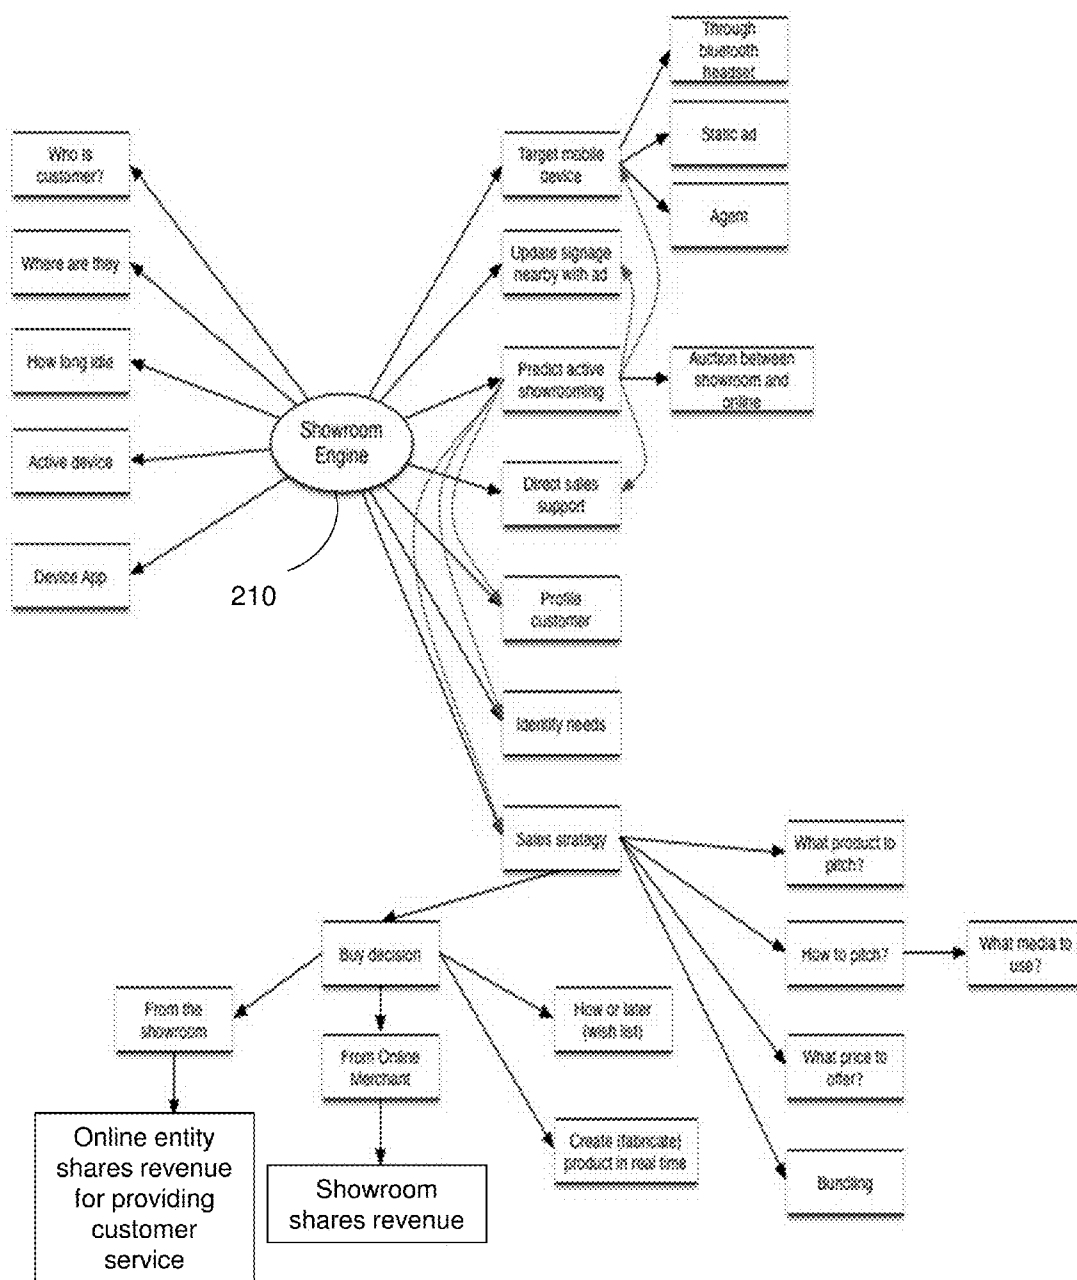 Through
bluetooth
headset
Who is
customer?
Target mobile
device
Static ad
Agent
Where are they
Update signage
nearby with ad
How long idle
Predict active
showrooming
Auction between
showroom and
online
Showroom
Engine
Active device
Direct sales
support
Device App
210
Profile
customer
Identify needs
Sales strategy
What product to
pitch?
Buy decision
How to pitch?
What media to
use?
From the
showroom
How or later
(wish list)
From Online
Merchant
What price to
offer?
Online entity
shares revenue
for providing
customer
service
Showroom
shares revenue
Create (fabricate)
product in real time
Bundling